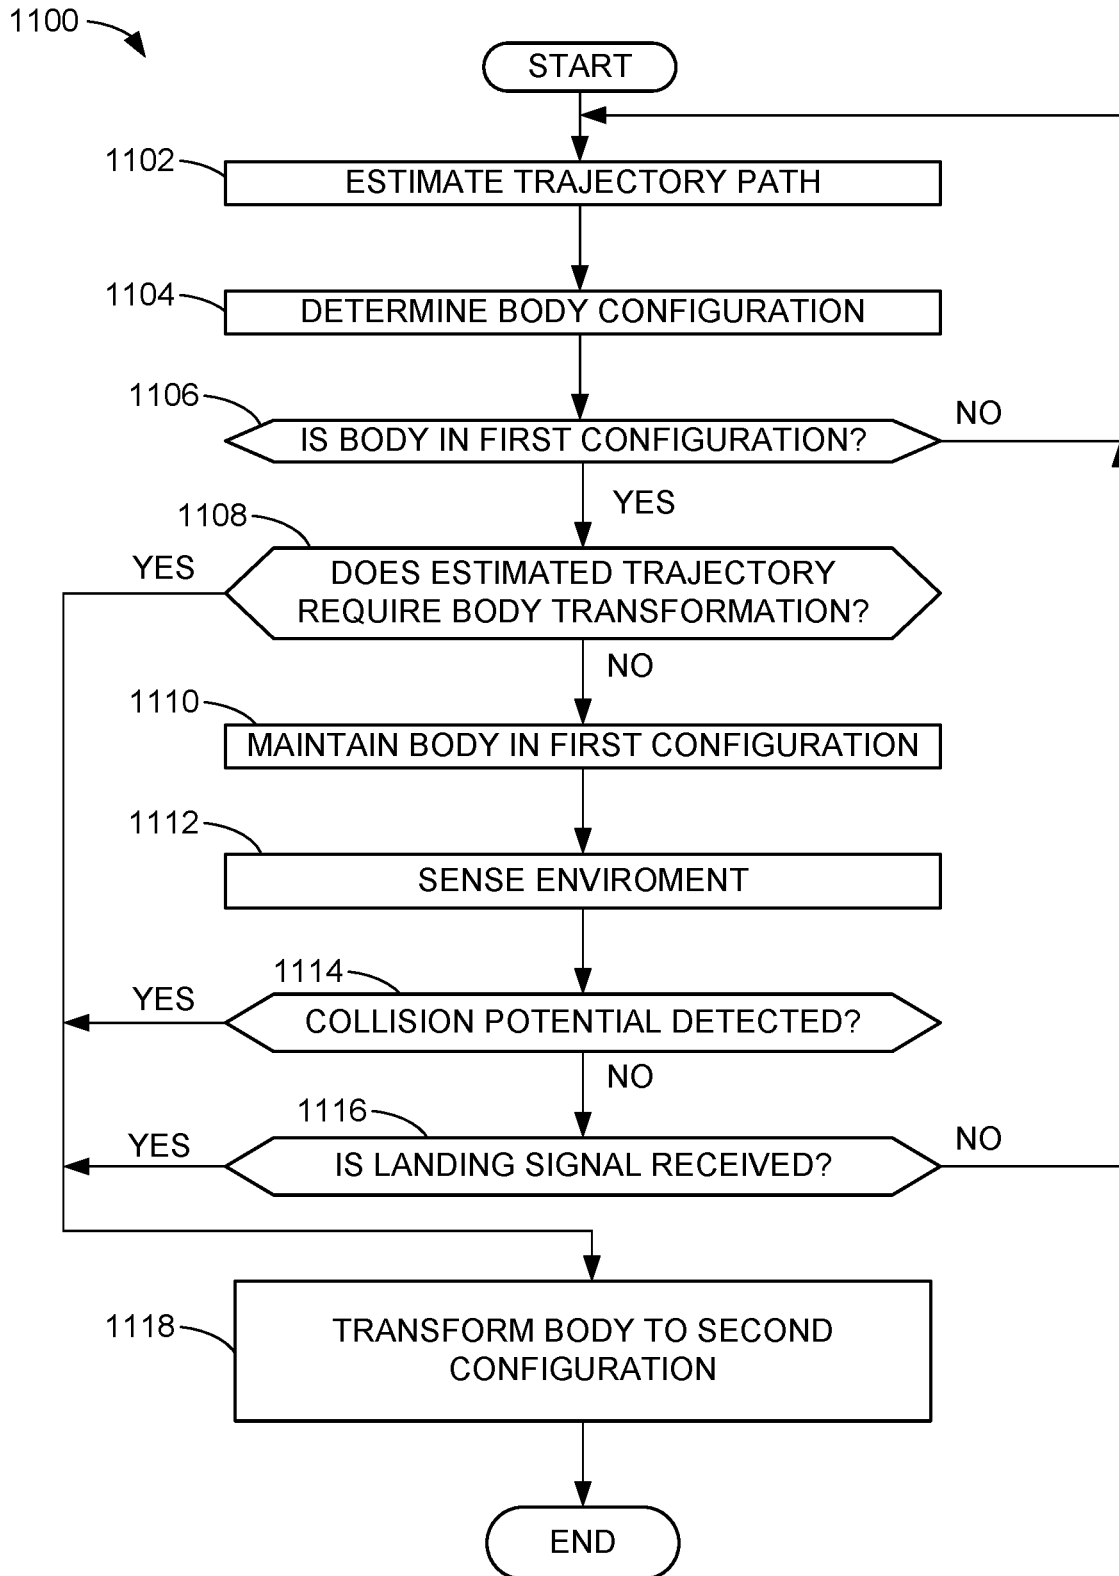 1100
START
1102
ESTIMATE TRAJECTORY PATH
1104
DETERMINE BODY CONFIGURATION
1106
IS BODY IN FIRST CONFIGURATION?
NO
YES
1108
YES
DOES ESTIMATED TRAJECTORY
REQUIRE BODY TRANSFORMATION?
NO
1110
MAINTAIN BODY IN FIRST CONFIGURATION
1112
SENSE ENVIROMENT
1114
YES
COLLISION POTENTIAL DETECTED?
NO
1116
YES
IS LANDING SIGNAL RECEIVED?
NO
1118
TRANSFORM BODY TO SECOND
CONFIGURATION
END